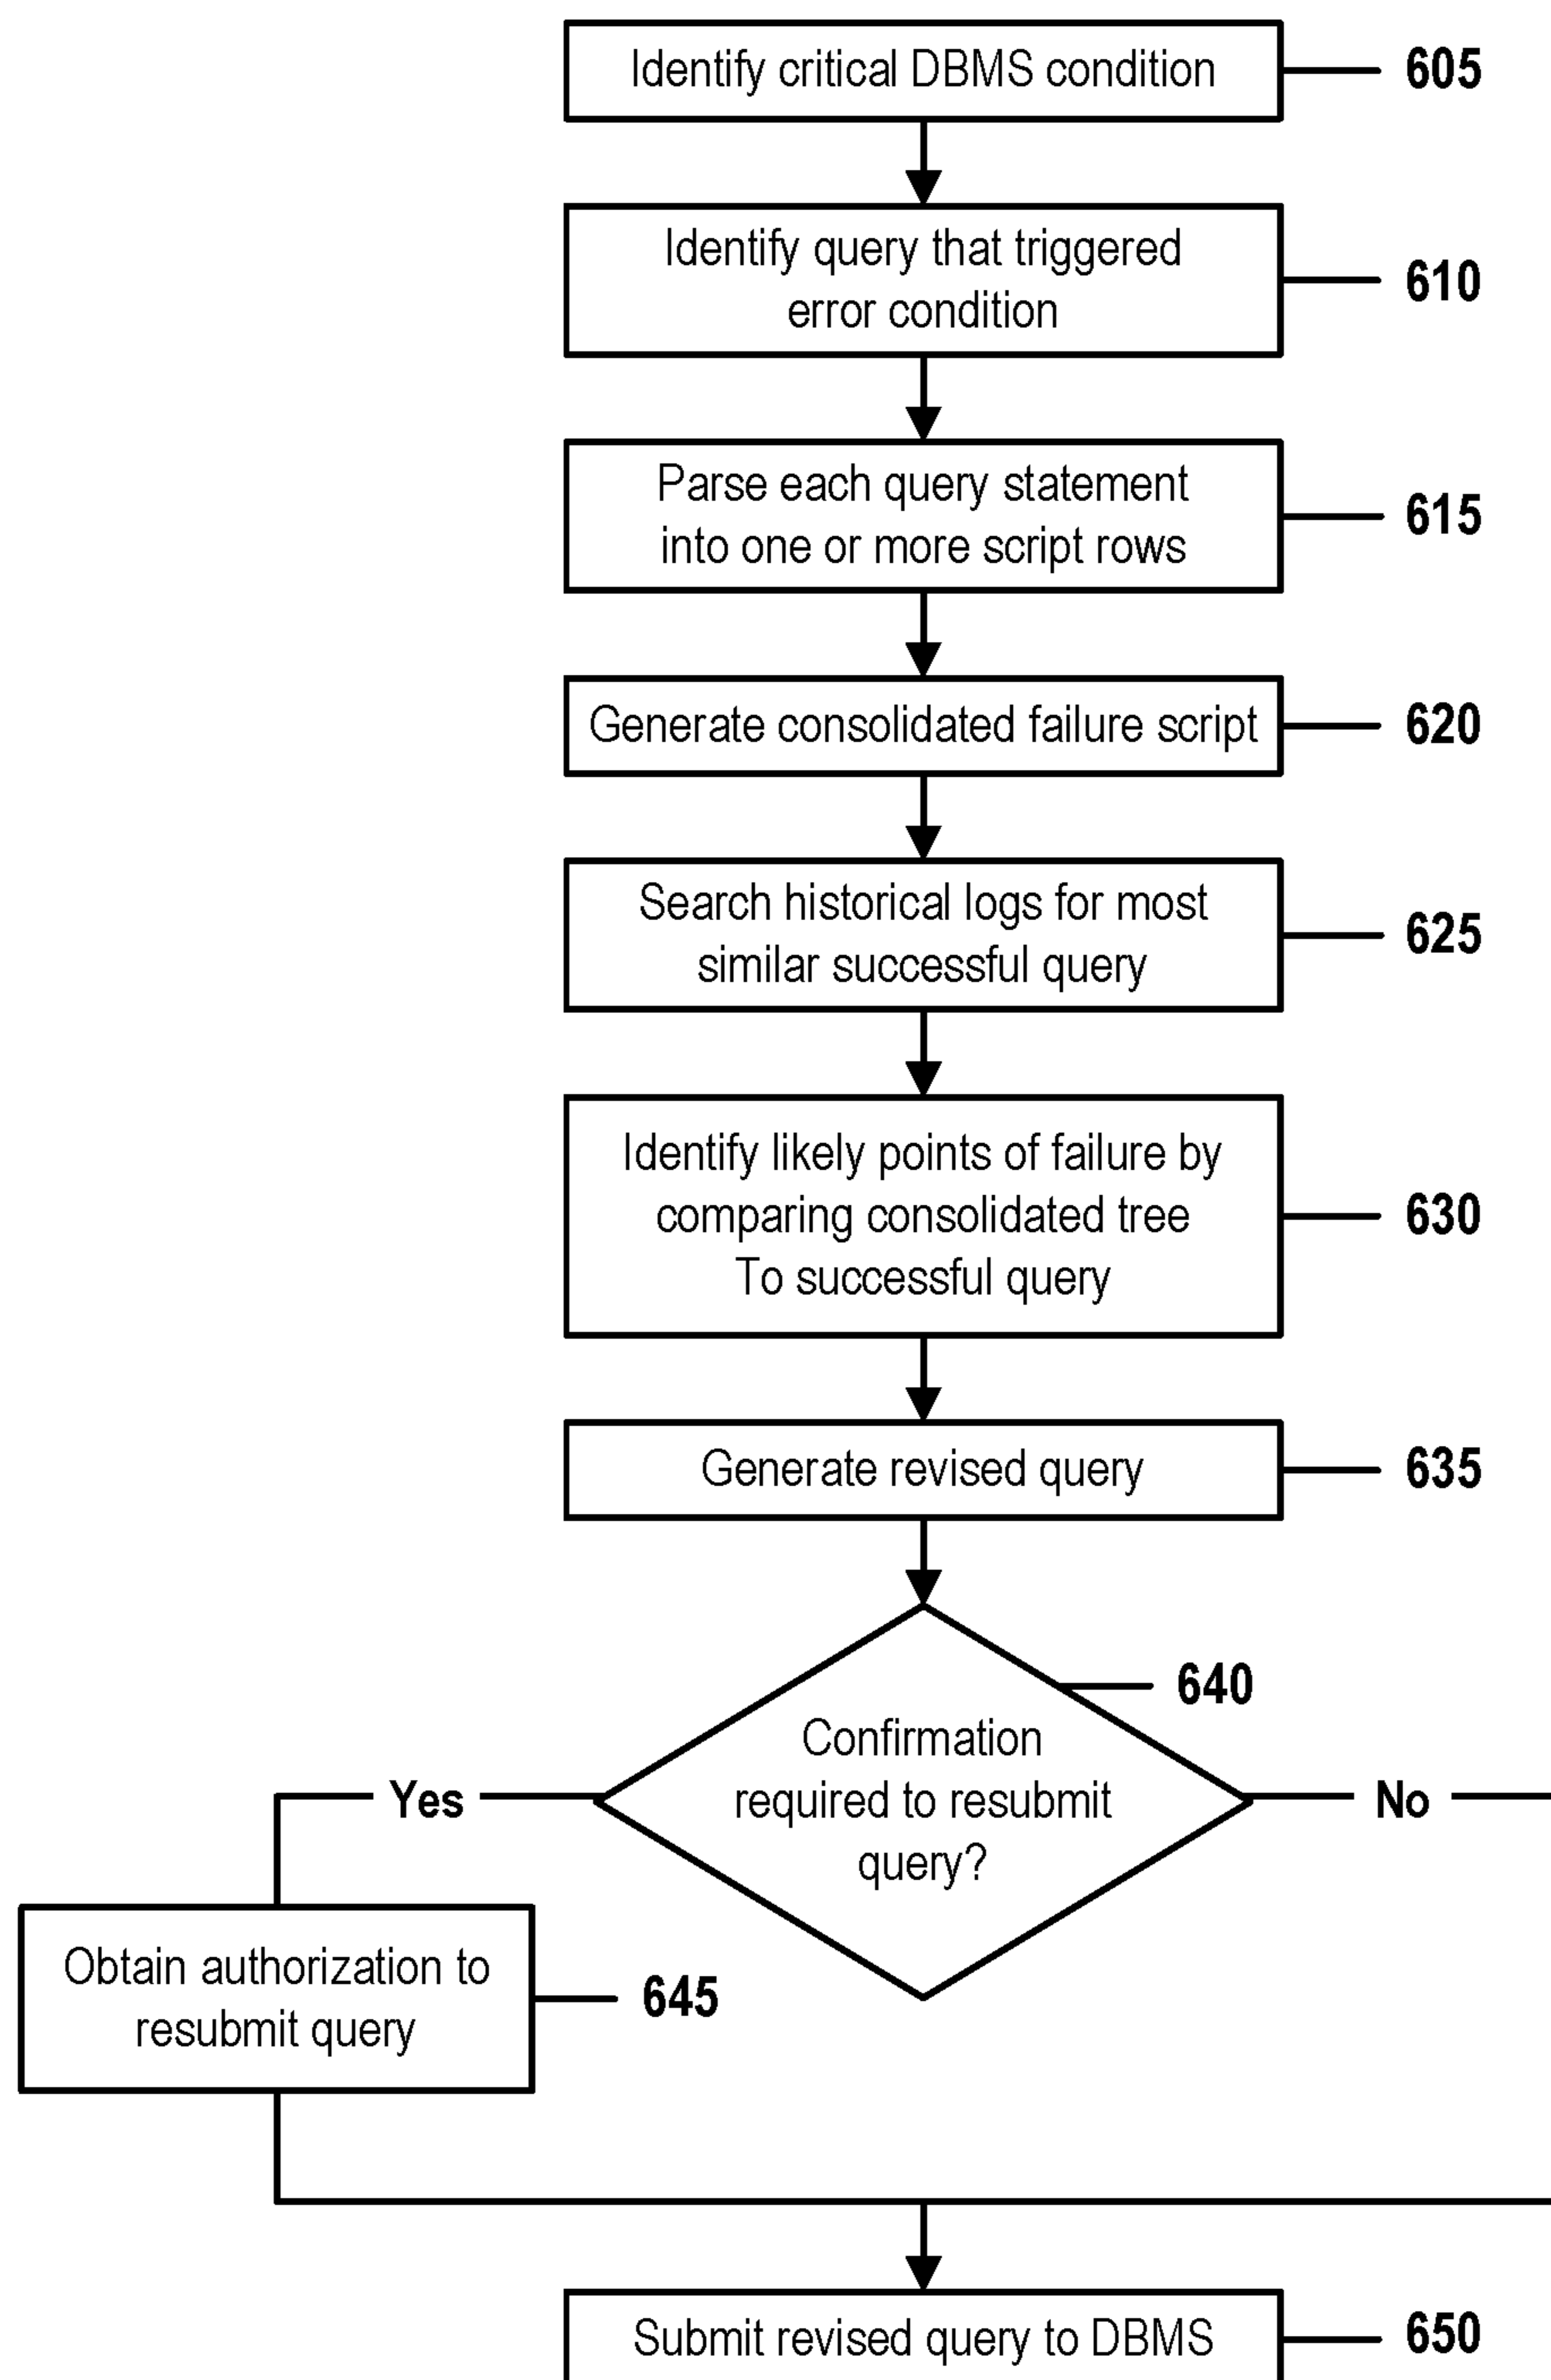 Identify critical DBMS condition
605
Identify query that triggered
error condition
610
Parse each query statement
into one or more script rows
615
Generate consolidated failure script
620
Search historical logs for most
similar successful query
625
Identify likely points of failure by
comparing consolidated tree
To successful query
630
Generate revised query
635
640
Confirmation
required to resubmit
query?
Yes
No
Obtain authorization to
resubmit query
645
Submit revised query to DBMS
650